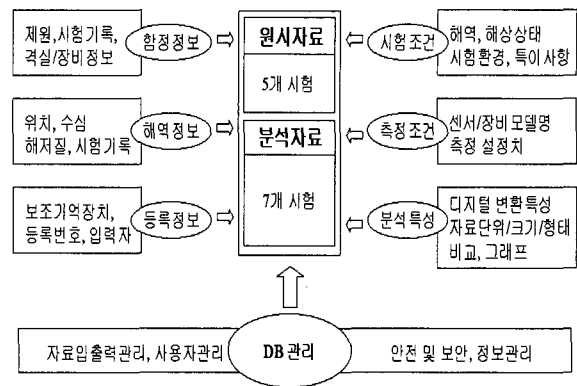 제원,시험기록,
격실/장비정보
함정정보
원시자료
5개 시험
시험조건
해역, 해상상태
시험환경, 특이사항
위치, 수심
해저질, 시험기록
해역정보
분석자료
7개 시험
측정조건
센서/장비 모델명
측정 설정치
보조기억장치,
등록번호, 입력자
등록정보
분석특성
디지털 변환특성
자료단위/크기/형태
비교, 그래프
자료입출력관리, 사용자관리
DB 관리
안전 및 보안, 정보관리